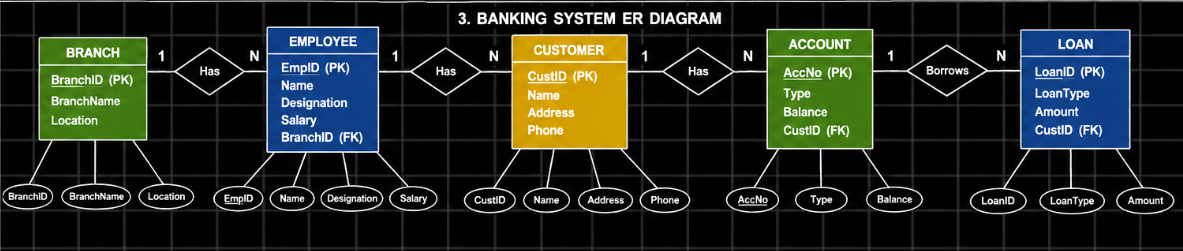 3. BANKING SYSTEM ER DIAGRAM
BRANCH
BranchID (PK)
BranchName
Location
1
Has
N
EMPLOYEE
EmpID (PK)
Name
Designation
Salary
BranchID (FK)
1
Has
N
CUSTOMER
CustID (PK)
Name
Address
Phone
1
Has
N
ACCOUNT
AccNo (PK)
Type
Balance
CustID (FK)
1
Borrows
N
LOAN
LoanID (PK)
LoanType
Amount
CustID (FK)
BranchID
BranchName
Location
EmpID
Name
Designation
Salary
CustID
Name
Address
Phone
AccNo
Type
Balance
LoanID
LoanType
Amount